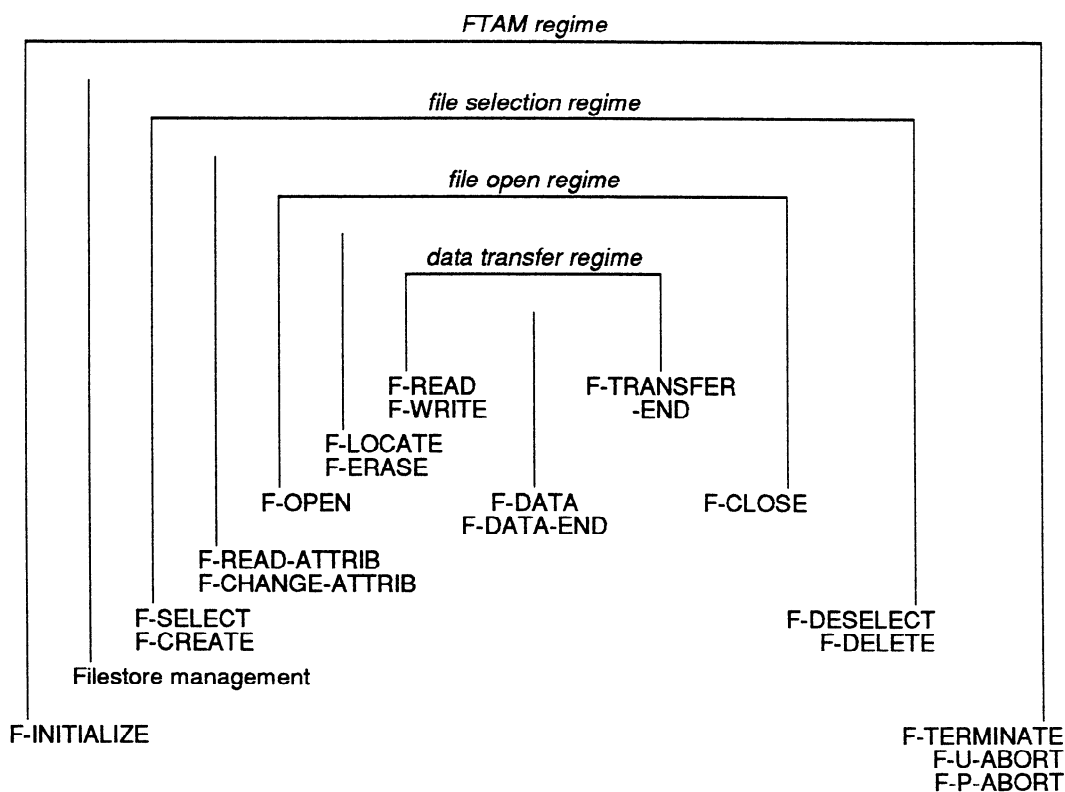 FTAM regime
file selection regime
file open regime
data transfer regime
F-READ
F-WRITE
F-TRANSFER
-END
F-LOCATE
F-ERASE
F-OPEN
F-DATA
F-DATA-END
F-CLOSE
F-READ-ATTRIB
F-CHANGE-ATTRIB
F-SELECT
F-CREATE
F-DESELECT
F-DELETE
Filestore management
F-INITIALIZE
F-TERMINATE
F-U-ABORT
F-P-ABORT